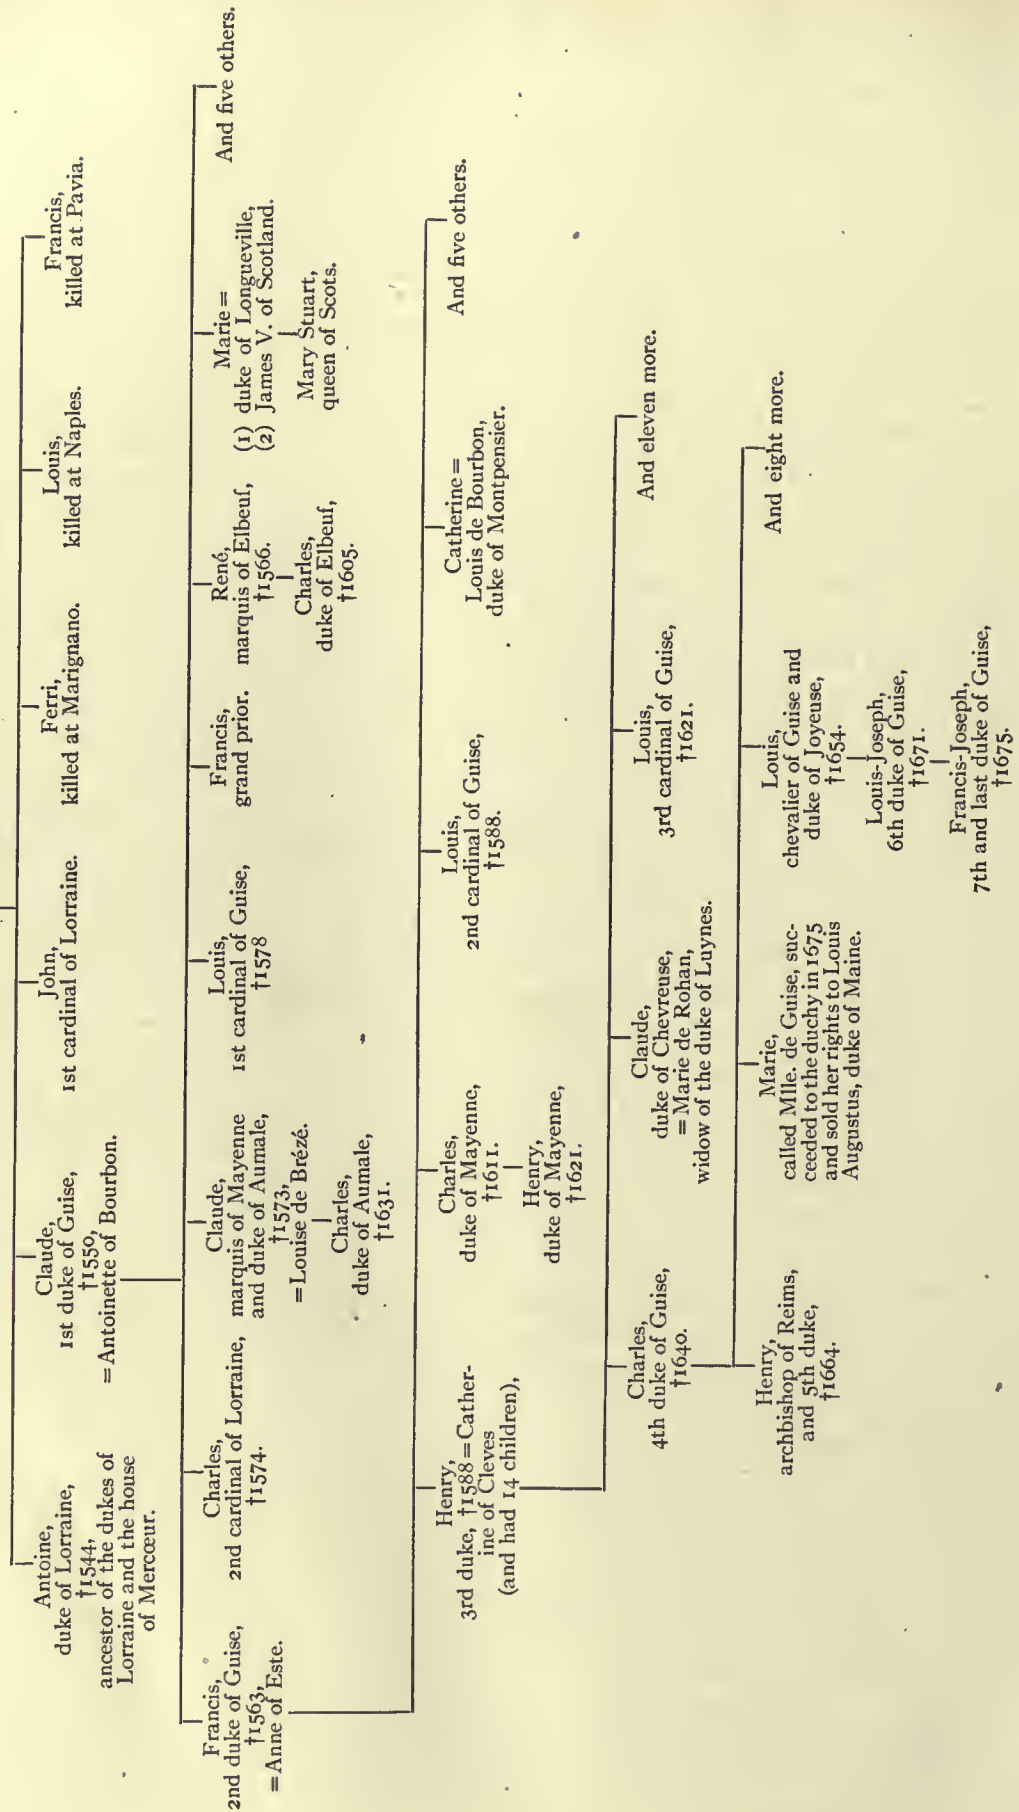 Antoine,
duke of Lorraine,
†1544,
ancestor of the dukes of
Lorraine and the house
of Mercœur.
Claude,
1st duke of Guise,
†1550,
=Antoinette of Bourbon.
John,
1st cardinal of Lorraine.
Ferri,
killed at Marignano.
Louis,
killed at Naples.
Francis,
killed at Pavia.
Francis,
2nd duke of Guise,
†1563,
=Anne of Este.
Charles,
2nd cardinal of Lorraine,
†1574.
Claude,
marquis of Mayenne
and duke of Aumale,
†1573,
=Louise de Brézé.
Charles,
duke of Aumale,
†1631.
Louis,
1st cardinal of Guise,
†1578
Francis,
grand prior.
René,
marquis of Elbeuf,
†1566.
Charles,
duke of Elbeuf,
†1605.
Marie=
(1) duke of Longueville,
(2) James V. of Scotland.
Mary Stuart,
queen of Scots.
And five others.
Henry,
3rd duke, †1588=Cather-
ine of Cleves
(and had 14 children),
Charles,
duke of Mayenne,
†1611.
Henry,
duke of Mayenne,
†1621.
Louis,
2nd cardinal of Guise,
†1588.
Catherine=
Louis de Bourbon,
duke of Montpensier.
And five others.
Charles,
4th duke of Guise,
†1640.
Claude,
duke of Chevreuse,
=Marie de Rohan,
widow of the duke of Luynes.
Louis,
3rd cardinal of Guise,
†1621.
And eleven more.
Henry,
archbishop of Reims,
and 5th duke,
†1664.
Marie,
called Mlle. de Guise, suc-
ceeded to the duchy in 1675
and sold her rights to Louis
Augustus, duke of Maine.
Louis,
chevalier of Guise and
duke of Joyeuse,
†1654.
Louis-Joseph,
6th duke of Guise,
†1671.
Francis-Joseph,
7th and last duke of Guise,
†1675.
And eight more.